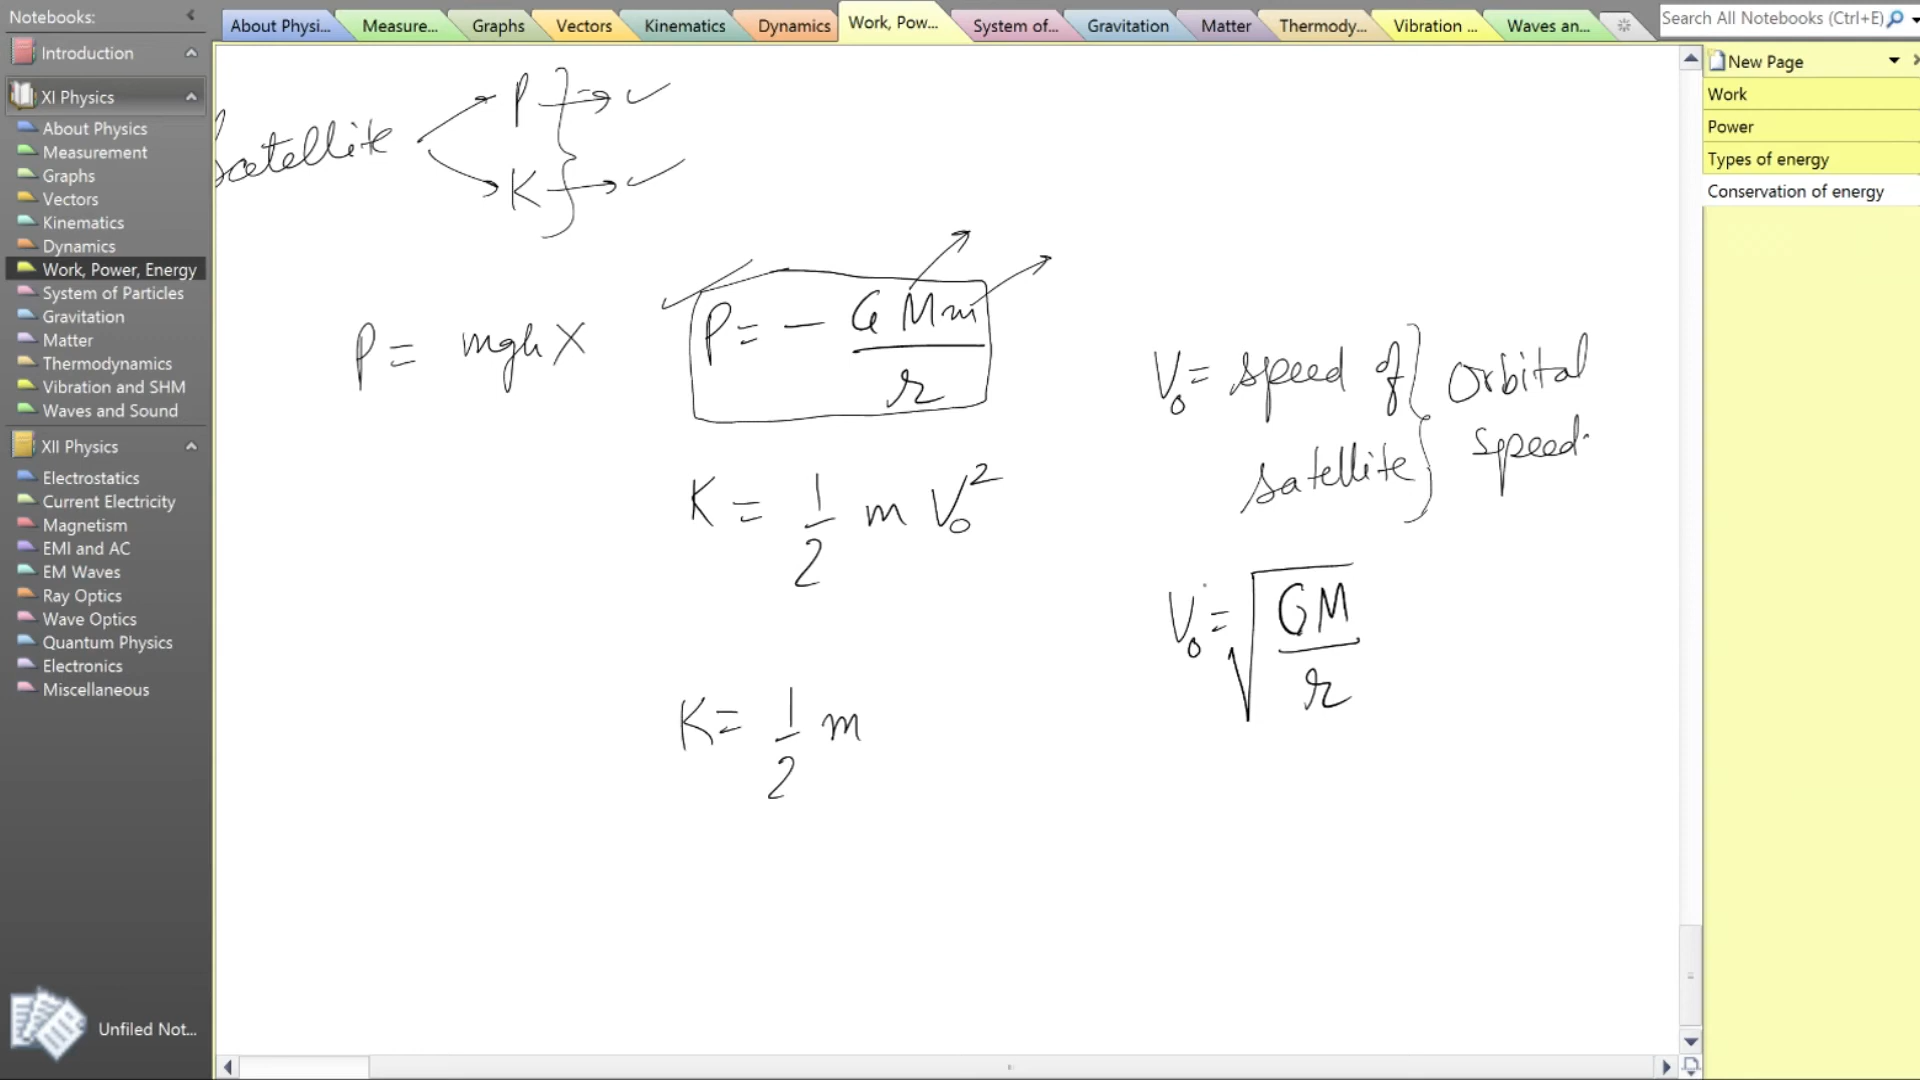 Notebooks:
Introduction
XI Physics
About Physics
Measurement
Graphs
Vectors
Kinematics
Dynamics
Work, Power, Energy
System of Particles
Gravitation
Matter
Thermodynamics
Vibration and SHM
Waves and Sound
XII Physics
Electrostatics
Current Electricity
Magnetism
EMI and AC
EM Waves
Ray Optics
Wave Optics
Quantum Physics
Electronics
Miscellaneous
Unfiled Not...
About Physi...
Measure...
Graphs
Vectors
Kinematics
Dynamics
Work, Pow...
System of...
Gravitation
Matter
Thermody...
Vibration ...
Waves an...
Search All Notebooks (Ctrl+E)
New Page
Work
Power
Types of energy
Conservation of energy
Satellite
P → ✓
K → ✓
P = mgh X
✓ P = - GMm / r
V₀ = speed of satellite } Orbital speed.
K = 1/2 m V₀²
V₀ = √(GM / r)
K = 1/2 m